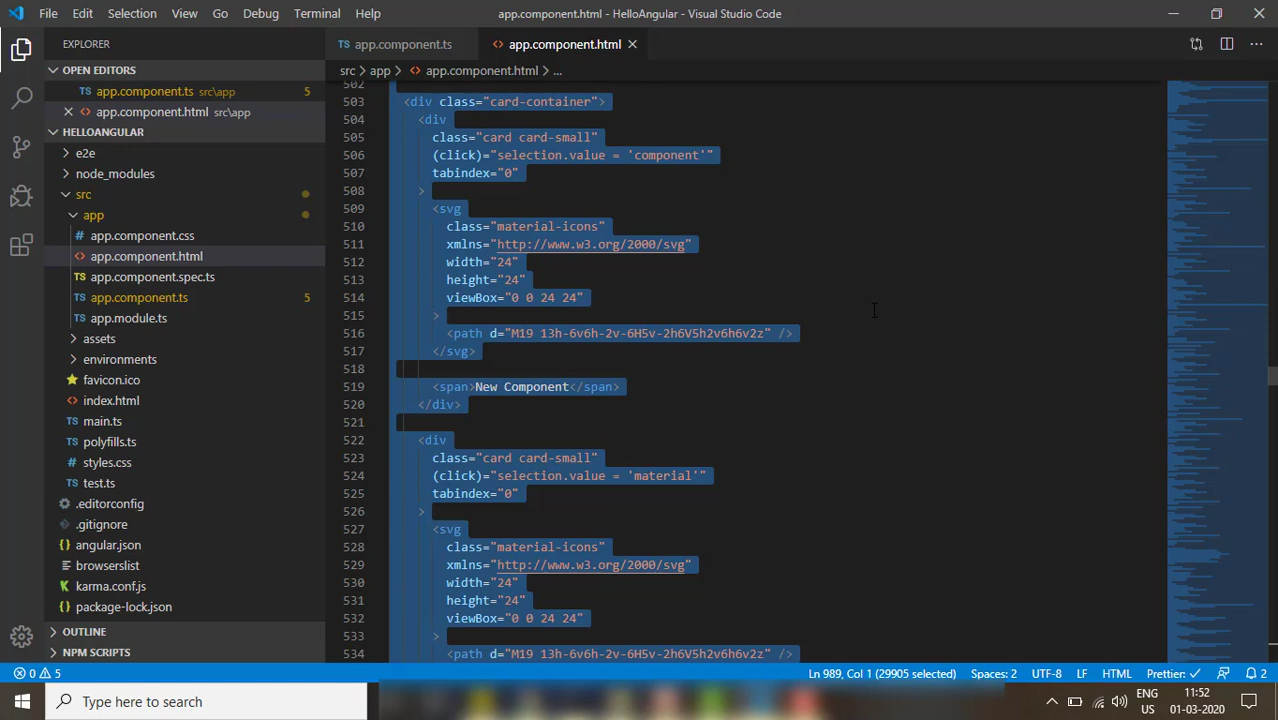 File Edit Selection View Go Debug Terminal Help
app.component.html - HelloAngular - Visual Studio Code
EXPLORER
OPEN EDITORS
TS app.component.ts src\app 5
<> app.component.html src\app
HELLOANGULAR
e2e
node_modules
src
app
# app.component.css
<> app.component.html
TS app.component.spec.ts
TS app.component.ts 5
TS app.module.ts
assets
environments
favicon.ico
<> index.html
TS main.ts
TS polyfills.ts
# styles.css
TS test.ts
.editorconfig
.gitignore
{} angular.json
browserslist
karma.conf.js
{} package-lock.json
OUTLINE
NPM SCRIPTS
TS app.component.ts
<> app.component.html
src > app > <> app.component.html > ...
502
503 <div class="card-container">
504 <div
505 class="card card-small"
506 (click)="selection.value = 'component'"
507 tabindex="0"
508 >
509 <svg
510 class="material-icons"
511 xmlns="http://www.w3.org/2000/svg"
512 width="24"
513 height="24"
514 viewBox="0 0 24 24"
515 >
516 <path d="M19 13h-6v6h-2v-6H5v-2h6V5h2v6h6v2z" />
517 </svg>
518
519 <span>New Component</span>
520 </div>
521
522 <div
523 class="card card-small"
524 (click)="selection.value = 'material'"
525 tabindex="0"
526 >
527 <svg
528 class="material-icons"
529 xmlns="http://www.w3.org/2000/svg"
530 width="24"
531 height="24"
532 viewBox="0 0 24 24"
533 >
534 <path d="M19 13h-6v6h-2v-6H5v-2h6V5h2v6h6v2z" />
0 5
Ln 989, Col 1 (29905 selected) Spaces: 2 UTF-8 LF HTML Prettier: ✓ 2
Type here to search
ENG
US
11:52
01-03-2020